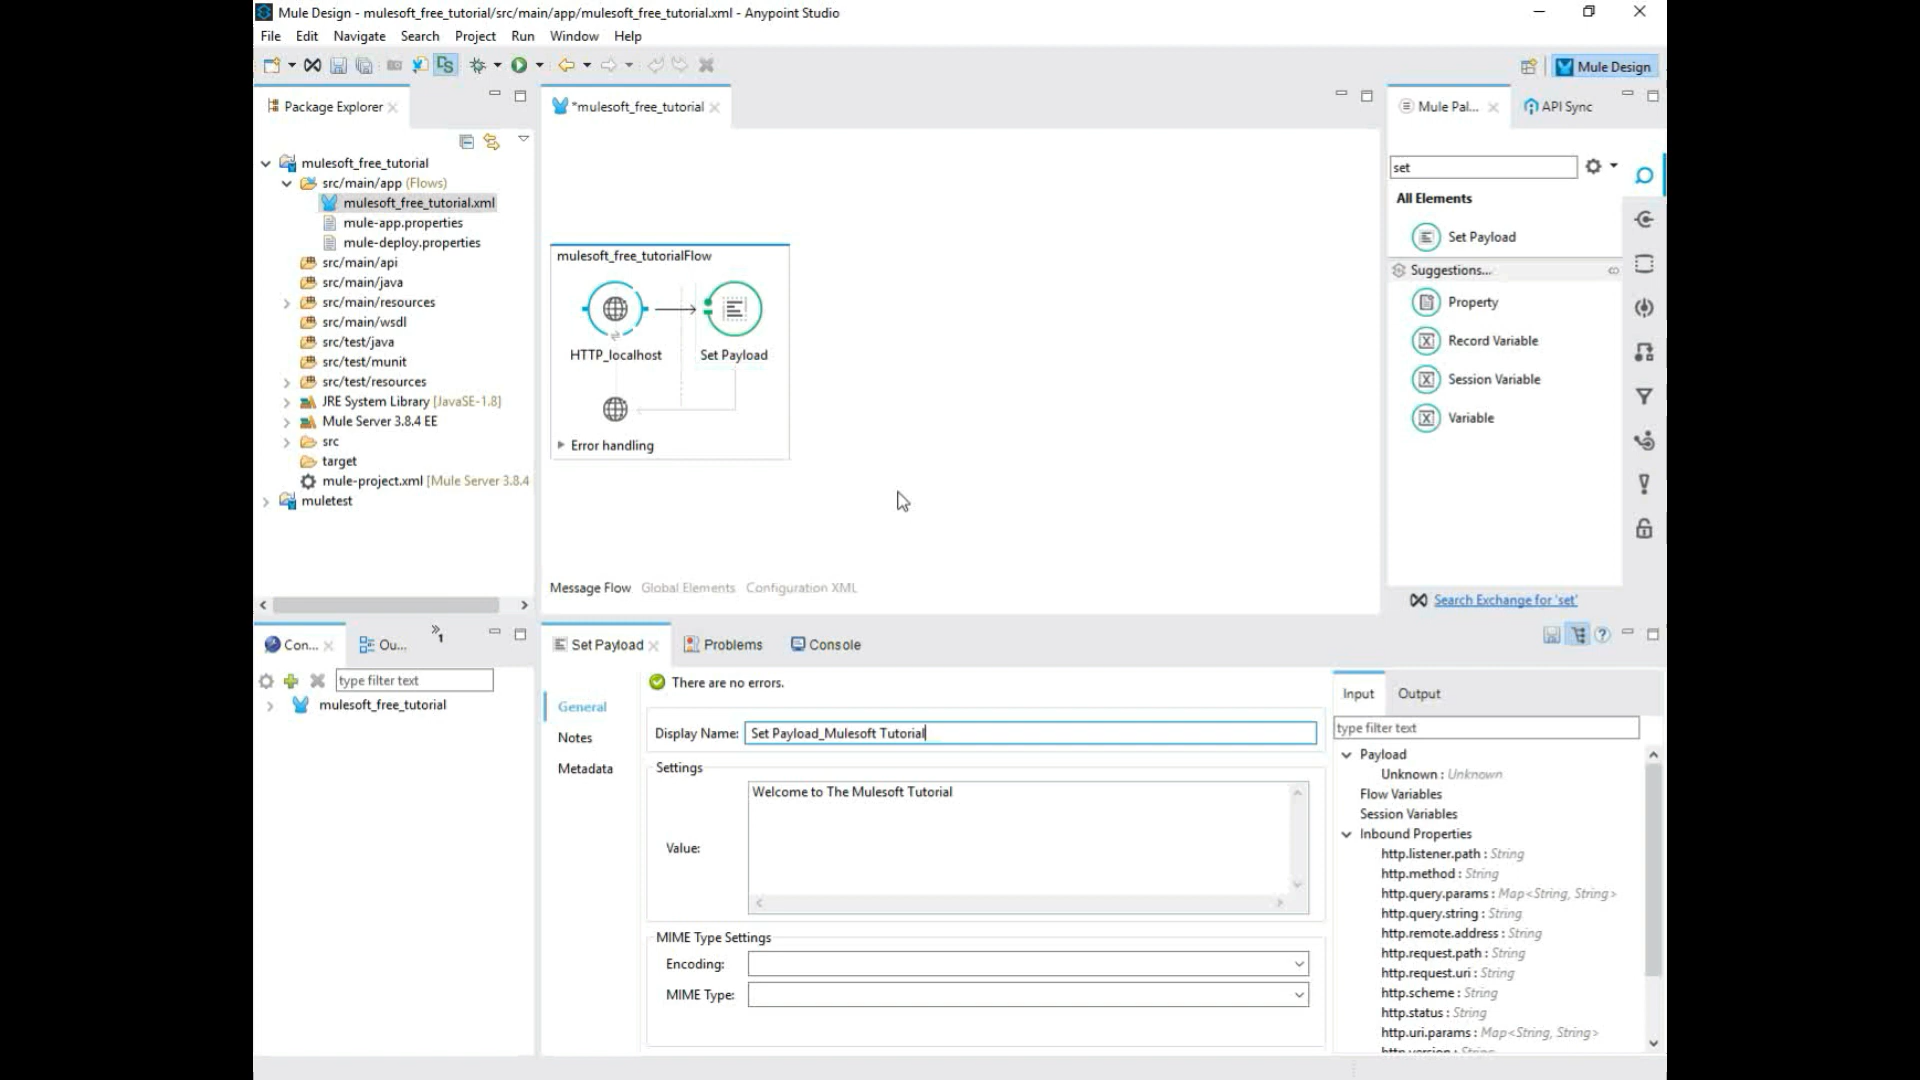 Mule Design - mulesoft_free_tutorial/src/main/app/mulesoft_free_tutorial.xml - Anypoint Studio
File Edit Navigate Search Project Run Window Help
Mule Design
Package Explorer
*mulesoft_free_tutorial
Mule Pal...
API Sync
mulesoft_free_tutorial
src/main/app (Flows)
mulesoft_free_tutorial.xml
mule-app.properties
mule-deploy.properties
src/main/api
src/main/java
src/main/resources
src/main/wsdl
src/test/java
src/test/munit
src/test/resources
JRE System Library [JavaSE-1.8]
Mule Server 3.8.4 EE
src
target
mule-project.xml [Mule Server 3.8.4
muletest
mulesoft_free_tutorialFlow
HTTP_localhost
Set Payload
Error handling
Message Flow Global Elements Configuration XML
set
All Elements
Set Payload
Suggestions...
Property
Record Variable
Session Variable
Variable
Search Exchange for 'set'
Con...
Ou...
1
type filter text
mulesoft_free_tutorial
Set Payload
Problems
Console
There are no errors.
General
Notes
Metadata
Display Name: Set Payload_Mulesoft Tutorial
Settings
Welcome to The Mulesoft Tutorial
Value:
MIME Type Settings
Encoding:
MIME Type:
Input Output
type filter text
Payload
Unknown : Unknown
Flow Variables
Session Variables
Inbound Properties
http.listener.path : String
http.method : String
http.query.params : Map<String, String>
http.query.string : String
http.remote.address : String
http.request.path : String
http.request.uri : String
http.scheme : String
http.status : String
http.uri.params : Map<String, String>
http.version : String